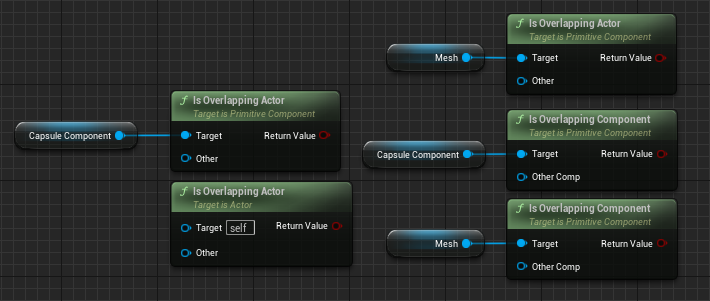 Is Overlapping Actor
Target is Primitive Component
Mesh
Target
Return Value
Other
Is Overlapping Actor
Target is Primitive Component
Capsule Component
Target
Return Value
Other
Is Overlapping Component
Target is Primitive Component
Capsule Component
Target
Return Value
Other Comp
Is Overlapping Actor
Target is Actor
Target
self
Return Value
Other
Is Overlapping Component
Target is Primitive Component
Mesh
Target
Return Value
Other Comp